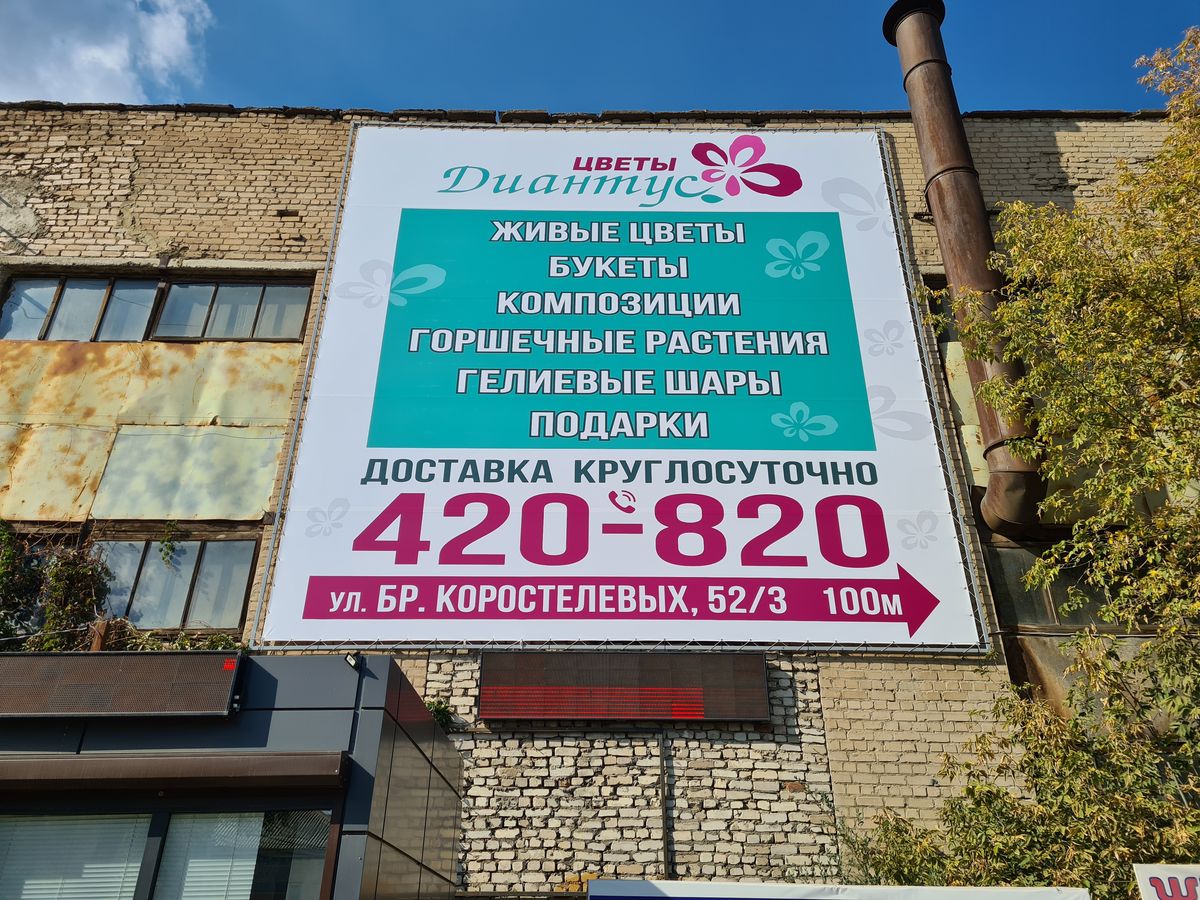 ЦВЕТЫ
Диантус
ЖИВЫЕ ЦВЕТЫ
БУКЕТЫ
КОМПОЗИЦИИ
ГОРШЕЧНЫЕ РАСТЕНИЯ
ГЕЛИЕВЫЕ ШАРЫ
ПОДАРКИ
ДОСТАВКА КРУГЛОСУТОЧНО
420-820
УЛ. БР. КОРОСТЕЛЕВЫХ, 52/3 100М